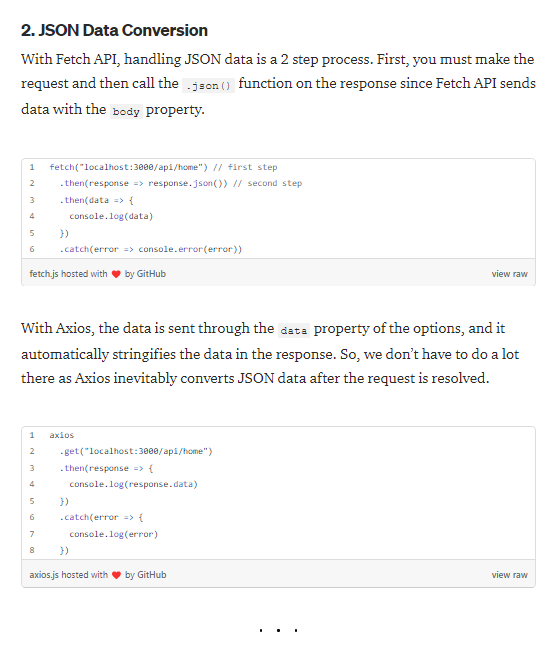 2. JSON Data Conversion
With Fetch API, handling JSON data is a 2 step process. First, you must make the
request and then call the .json() function on the response since Fetch API sends
data with the body property.
1 fetch("localhost:3000/api/home") // first step
2 .then(response => response.json()) // second step
3 .then(data => {
4 console.log(data)
5 })
6 .catch(error => console.error(error))
fetch.js hosted with ❤ by GitHub view raw
With Axios, the data is sent through the data property of the options, and it
automatically stringifies the data in the response. So, we don’t have to do a lot
there as Axios inevitably converts JSON data after the request is resolved.
1 axios
2 .get("localhost:3000/api/home")
3 .then(response => {
4 console.log(response.data)
5 })
6 .catch(error => {
7 console.log(error)
8 })
axios.js hosted with ❤ by GitHub view raw
. . .